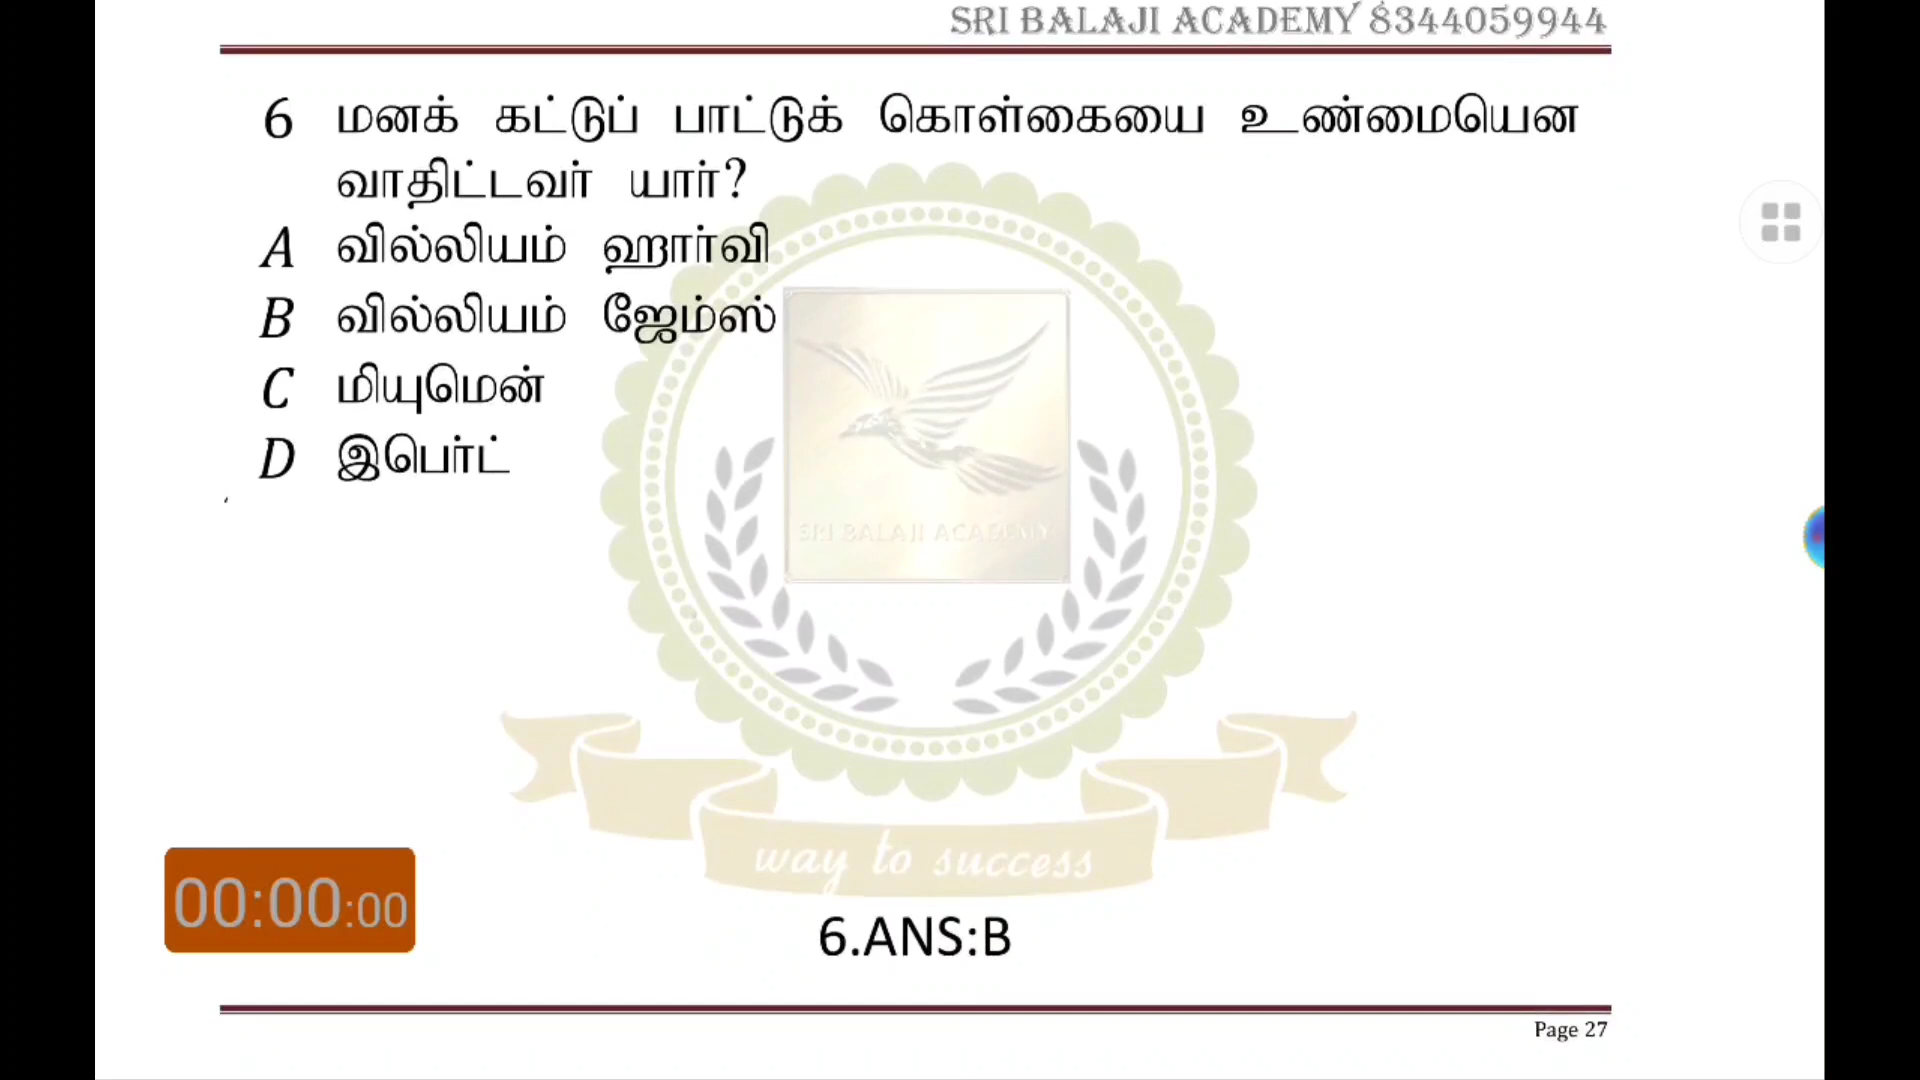 SRI BALAJI ACADEMY 8344059944
6 மனக் கட்டுப் பாட்டுக் கொள்கையை உண்மையென
வாதிட்டவர் யார்?
A வில்லியம் ஹார்வி
B வில்லியம் ஜேம்ஸ்
C மியுமென்
D இபெர்ட்
SRI BALAJI ACADEMY
way to success
00:00:00
6.ANS:B
Page 27